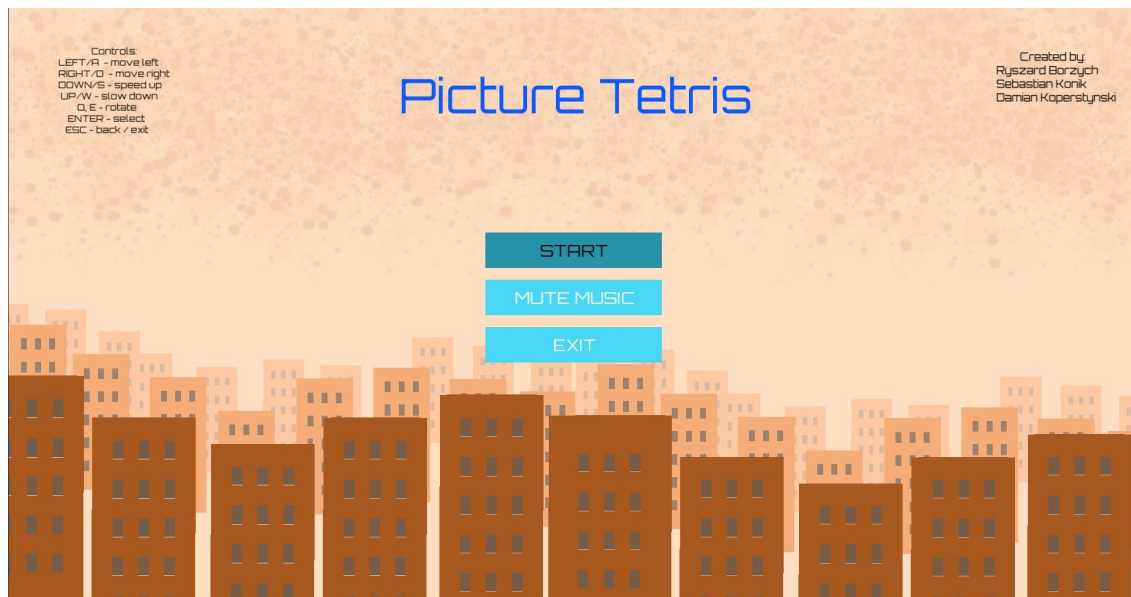 Controls:
LEFT/A - move left
RIGHT/D - move right
DOWN/S - speed up
UP/W - slow down
Q, E - rotate
ENTER - select
ESC - back / exit
Picture Tetris
Created by:
Ryszard Borzych
Sebastian Konik
Damian Koperstynski
START
MUTE MUSIC
EXIT